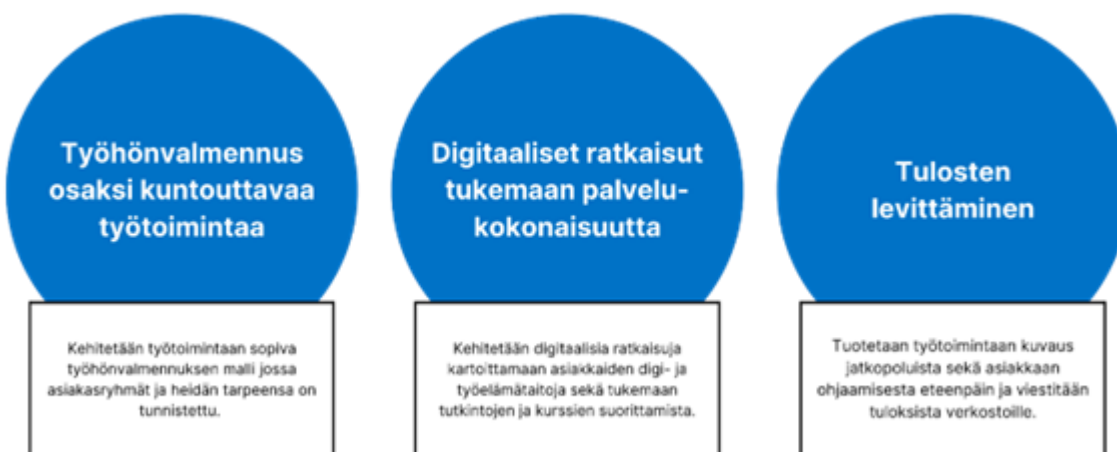 Työhönvalmennus
osaksi kuntouttavaa
työtoimintaa
Kehitetään työtoimintaan sopiva
työhönvalmennuksen malli jossa
asiakasryhmät ja heidän tarpeensa on
tunnistettu.
Digitaaliset ratkaisut
tukemaan palvelu-
kokonaisuutta
Kehitetään digitaalisia ratkaisuja
kartoittamaan asiakkaiden digi- ja
työelämätaitoja sekä tukemaan
tutkintojen ja kurssien suorittamista.
Tulosten
levittäminen
Tuotetaan työtoimintaan kuvaus
jatkopoluista sekä asiakkaan
ohjaamisesta eteenpäin ja viestitään
tuloksista verkostoille.